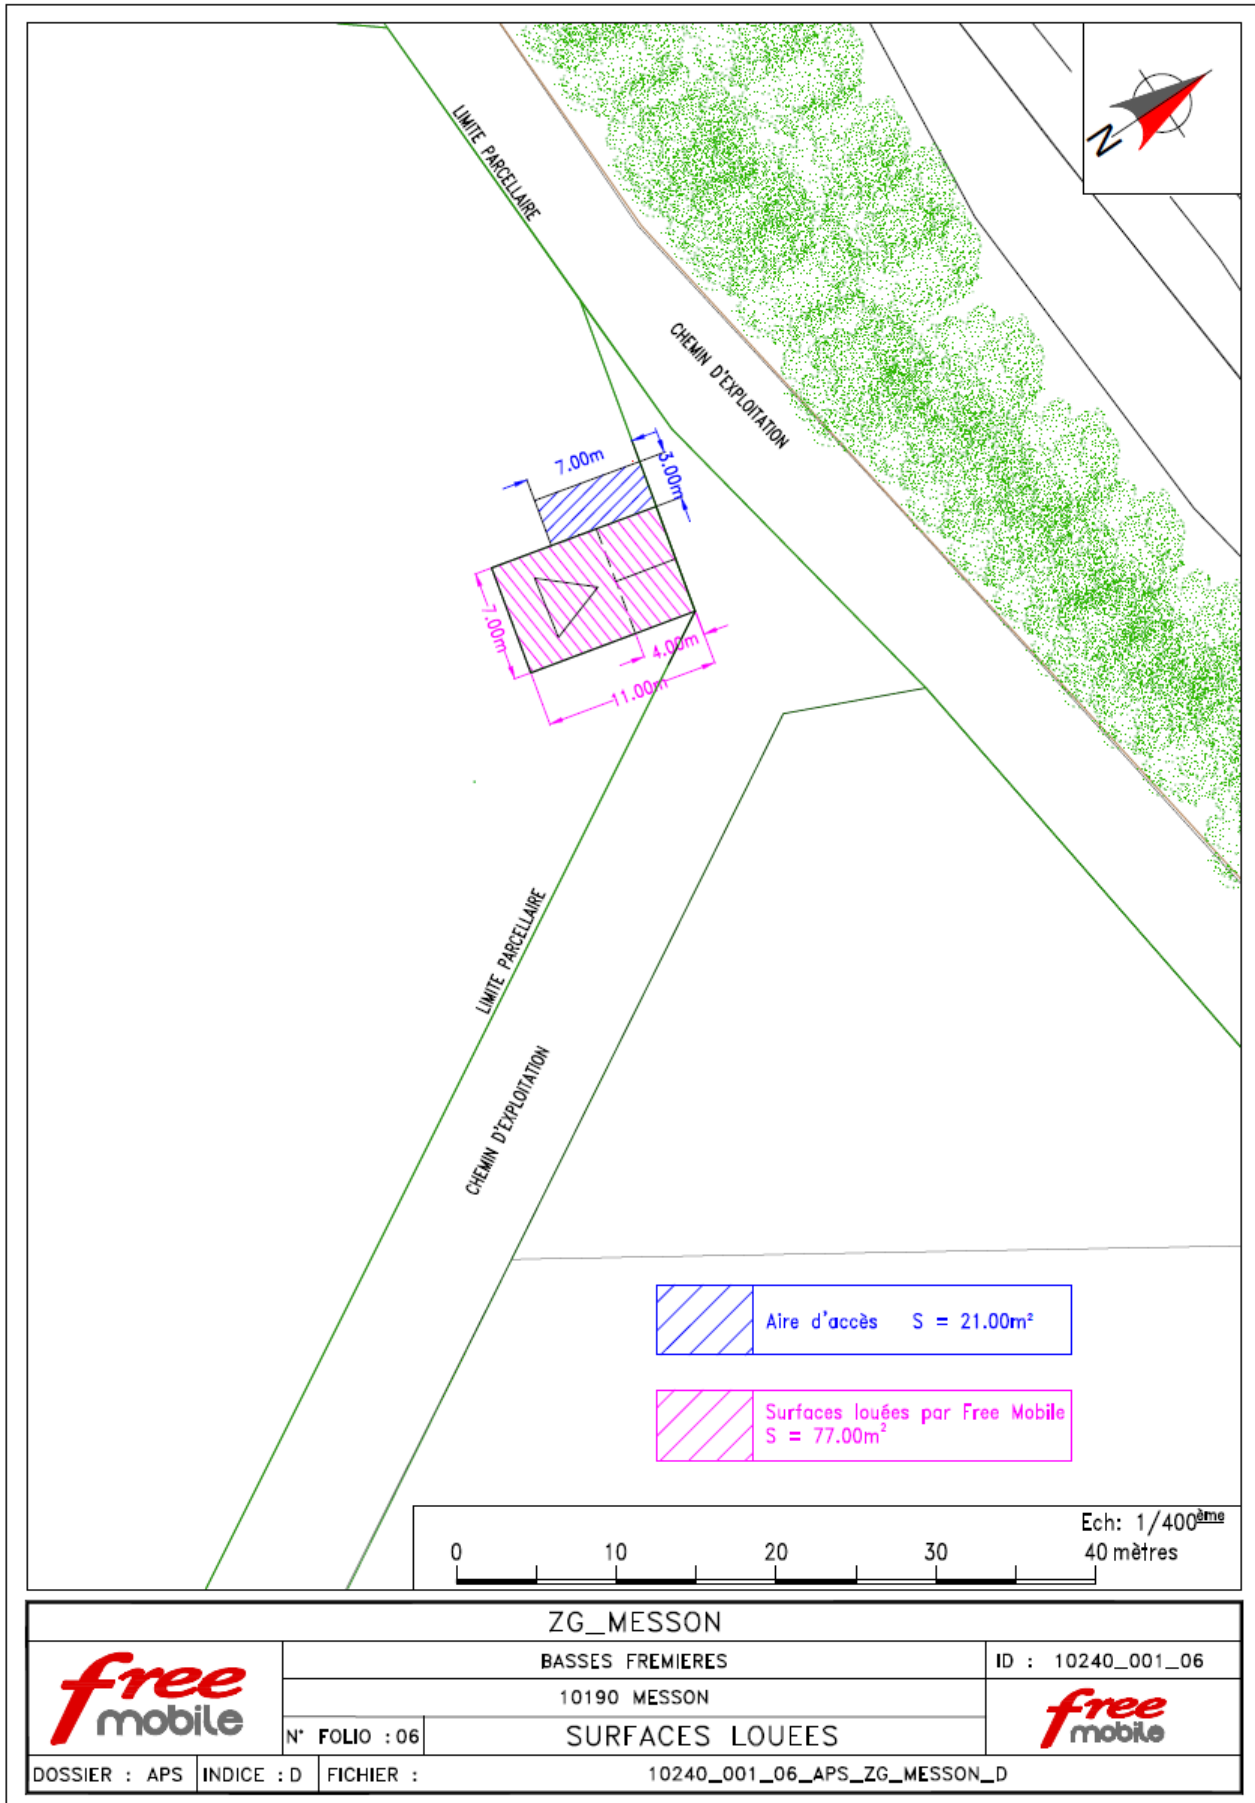 N
LIMITE PARCELLAIRE
CHEMIN D'EXPLOITATION
7.00m
3.00m
7.00m
4.00m
11.00m
LIMITE PARCELLAIRE
CHEMIN D'EXPLOITATION
Aire d'accès S = 21.00m²
Surfaces louées par Free Mobile
S = 77.00m²
Ech: 1/400ème
0 10 20 30 40 mètres
ZG_MESSON
free
mobile
BASSES FREMIERES
ID : 10240_001_06
10190 MESSON
free
mobile
N° FOLIO : 06
SURFACES LOUEES
DOSSIER : APS
INDICE : D
FICHIER :
10240_001_06_APS_ZG_MESSON_D